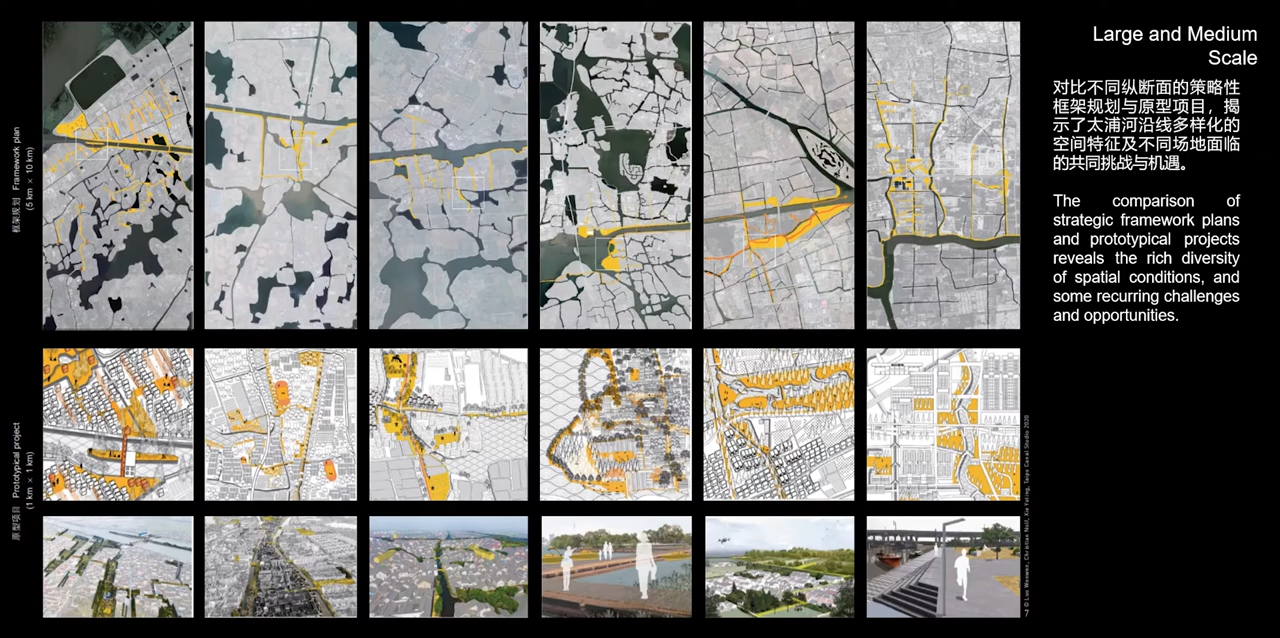 Large and Medium
Scale
对比不同纵断面的策略性
框架规划与原型项目，揭
示了太浦河沿线多样化的
空间特征及不同场地面临
的共同挑战与机遇。
The comparison of
strategic framework plans
and prototypical projects
reveals the rich diversity
of spatial conditions, and
some recurring challenges
and opportunities.
框架规划 Framework plan
(5 km × 10 km)
原型项目 Prototypical project
(1 km × 1 km)
© Luo Wenwen, Christian Nolf, Xie Yuting, Taipu Canal Studio 2020